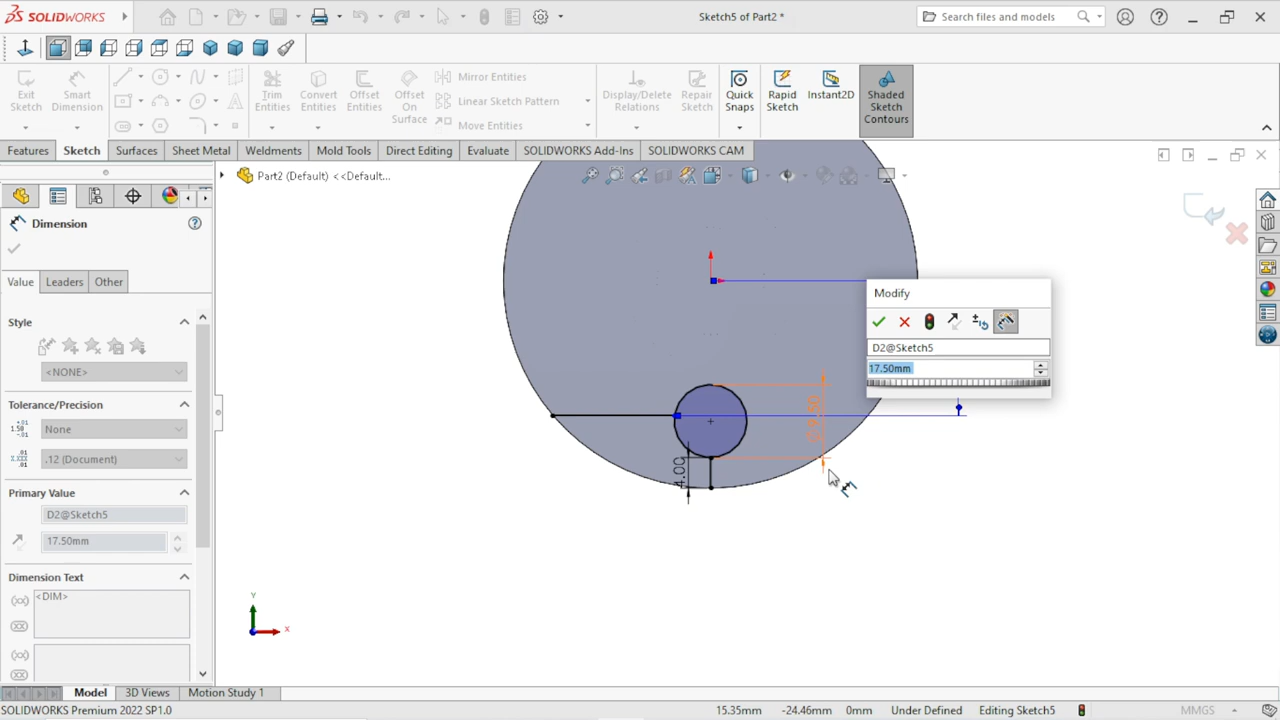 SOLIDWORKS
Sketch5 of Part2 *
Search files and models
Exit
Sketch
Smart
Dimension
Trim
Entities
Convert
Entities
Offset
Entities
Offset
On
Surface
Mirror Entities
Linear Sketch Pattern
Move Entities
Display/Delete
Relations
Repair
Sketch
Quick
Snaps
Rapid
Sketch
Instant2D
Shaded
Sketch
Contours
Features
Sketch
Surfaces
Sheet Metal
Weldments
Mold Tools
Direct Editing
Evaluate
SOLIDWORKS Add-Ins
SOLIDWORKS CAM
Part2 (Default) <<Default...
Dimension
Value
Leaders
Other
Style
<NONE>
Tolerance/Precision
None
.12 (Document)
Primary Value
D2@Sketch5
17.50mm
Dimension Text
<DIM>
Modify
D2@Sketch5
17.50mm
4.00
Y
X
Model
3D Views
Motion Study 1
SOLIDWORKS Premium 2022 SP1.0
15.35mm
-24.46mm
0mm
Under Defined
Editing Sketch5
MMGS